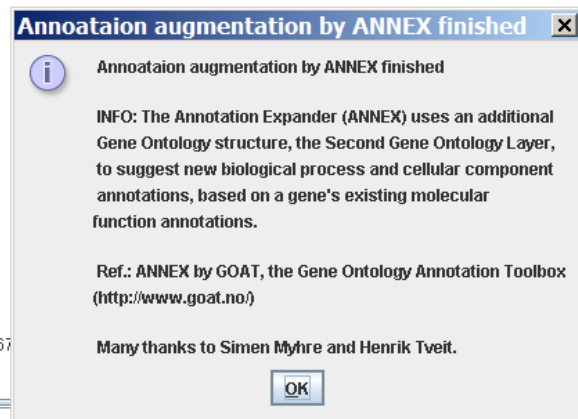 Annoataion augmentation by ANNEX finished
Annoataion augmentation by ANNEX finished
INFO: The Annotation Expander (ANNEX) uses an additional
Gene Ontology structure, the Second Gene Ontology Layer,
to suggest new biological process and cellular component
annotations, based on a gene's existing molecular
function annotations.
Ref.: ANNEX by GOAT, the Gene Ontology Annotation Toolbox
(http://www.goat.no/)
Many thanks to Simen Myhre and Henrik Tveit.
OK